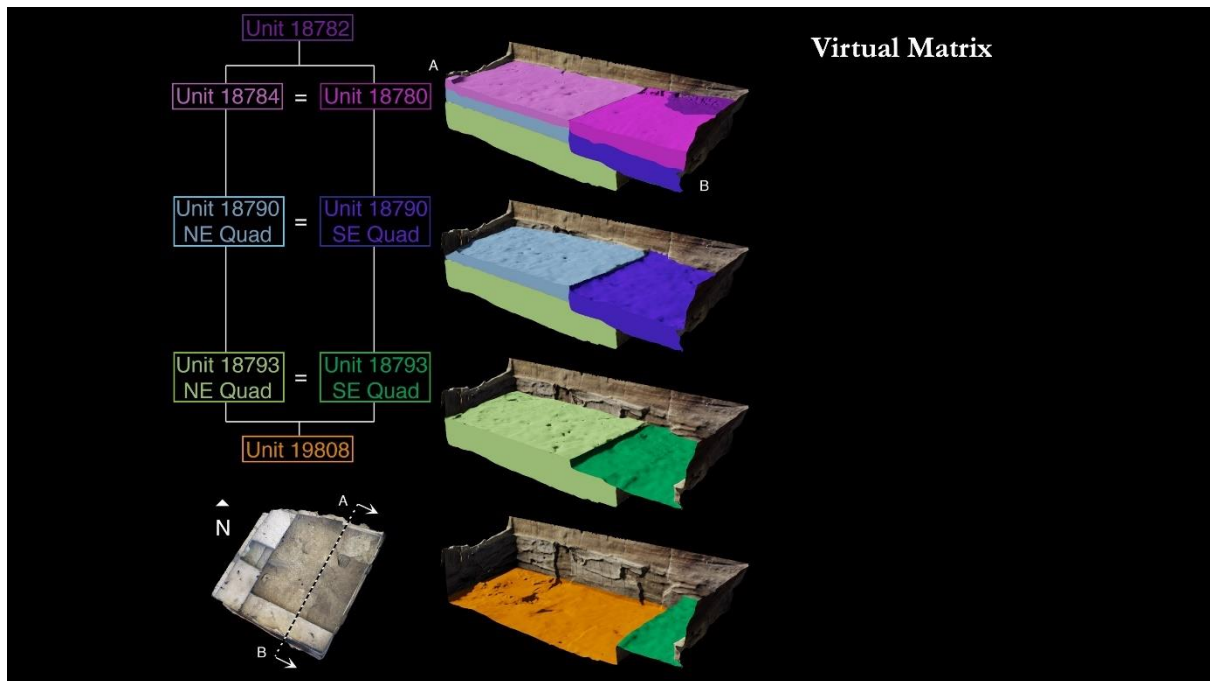 Virtual Matrix
Unit 18782
Unit 18784 = Unit 18780
Unit 18790 NE Quad = Unit 18790 SE Quad
Unit 18793 NE Quad = Unit 18793 SE Quad
Unit 19808
A
B
N
A
B